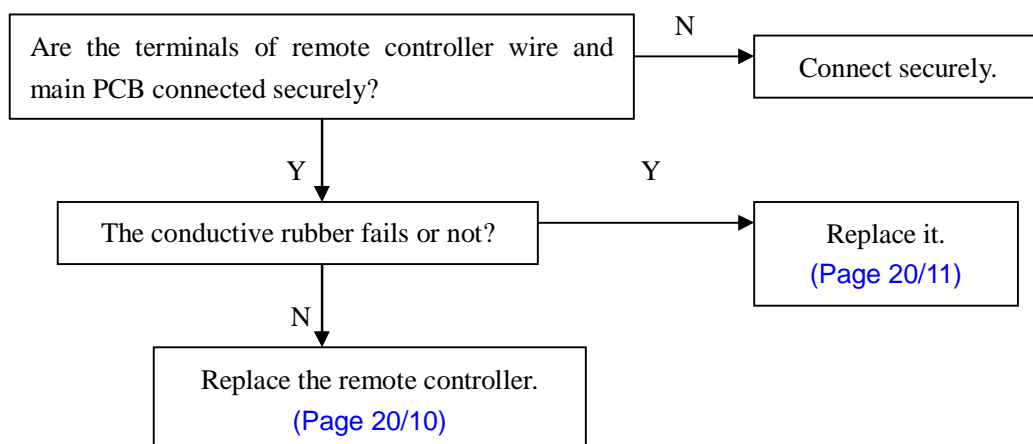 Are the terminals of remote controller wire and
main PCB connected securely?
N
Connect securely.
Y
Y
The conductive rubber fails or not?
Replace it.
(Page 20/11)
N
Replace the remote controller.
(Page 20/10)